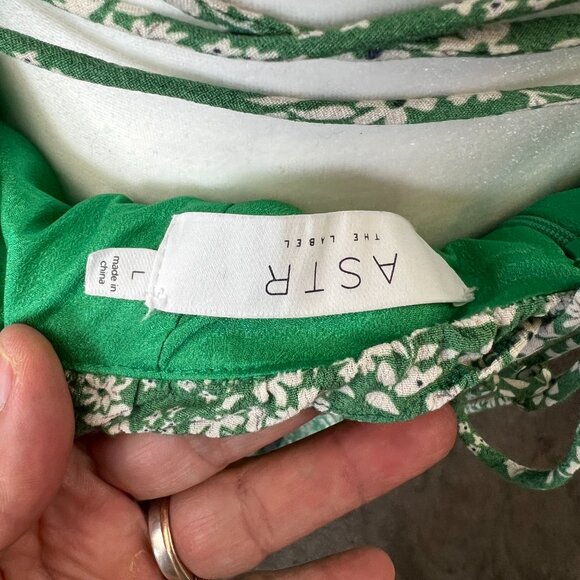 ASTR
THE LABEL
L
made in
china